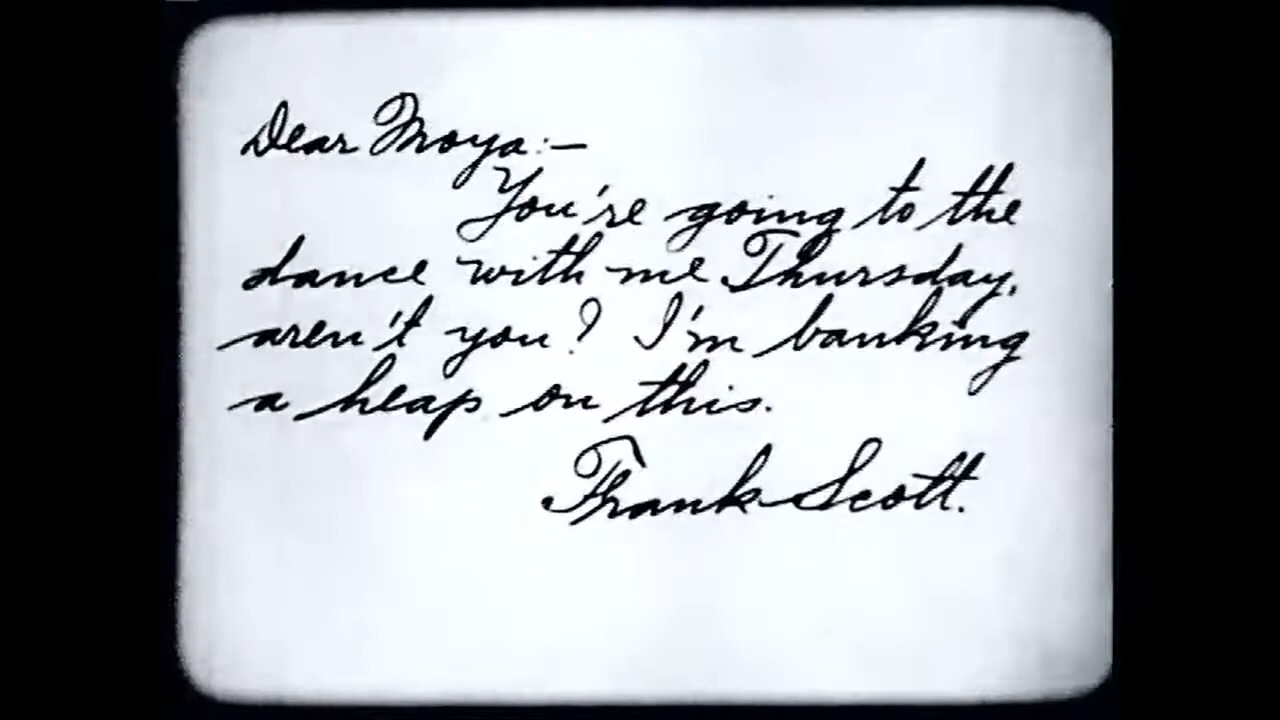 Dear Moya:—
You're going to the
dance with me Thursday,
aren't you? I'm banking
a heap on this.
Frank Scott.